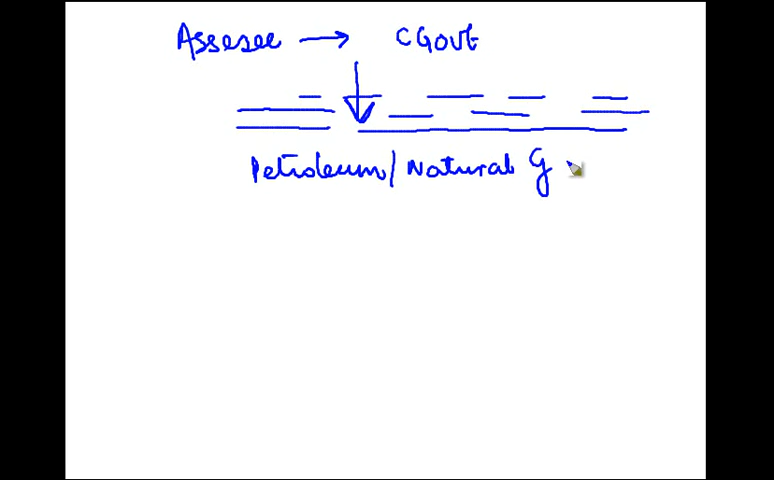 Assesee → CGovt
Petroleum/Natural G